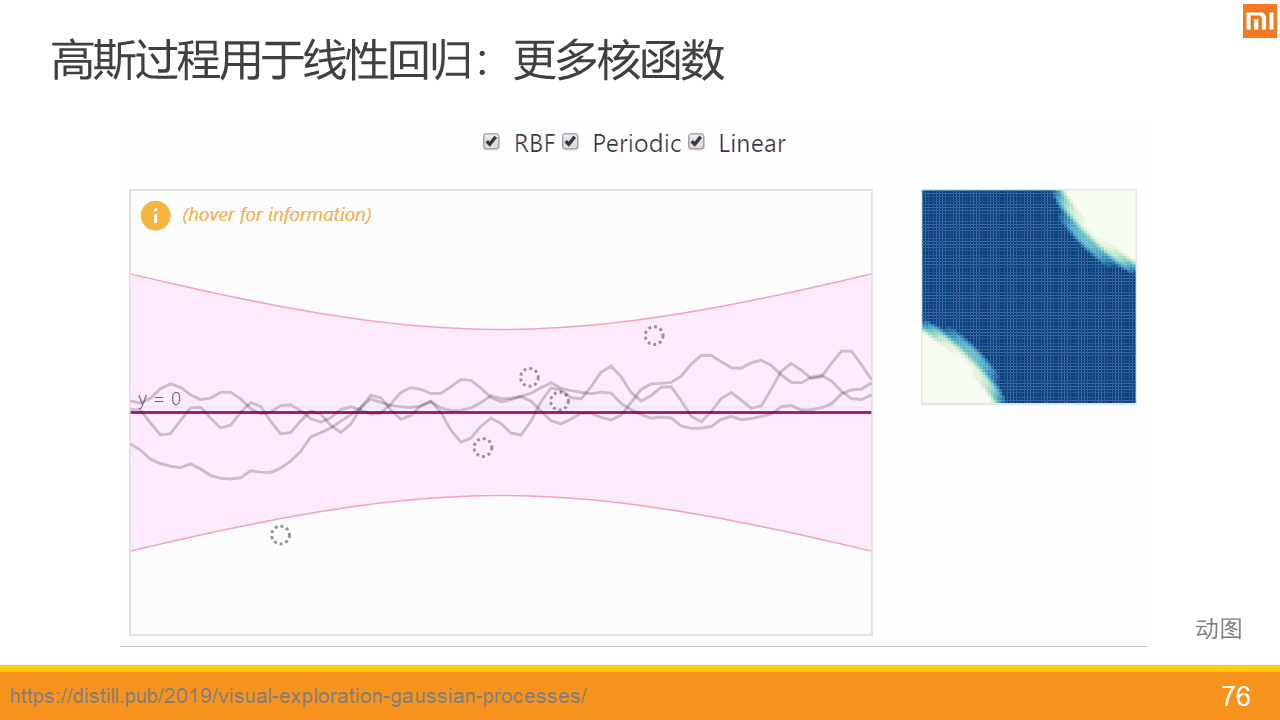 mi
高斯过程用于线性回归：更多核函数
RBF Periodic Linear
i (hover for information)
y = 0
动图
https://distill.pub/2019/visual-exploration-gaussian-processes/
76